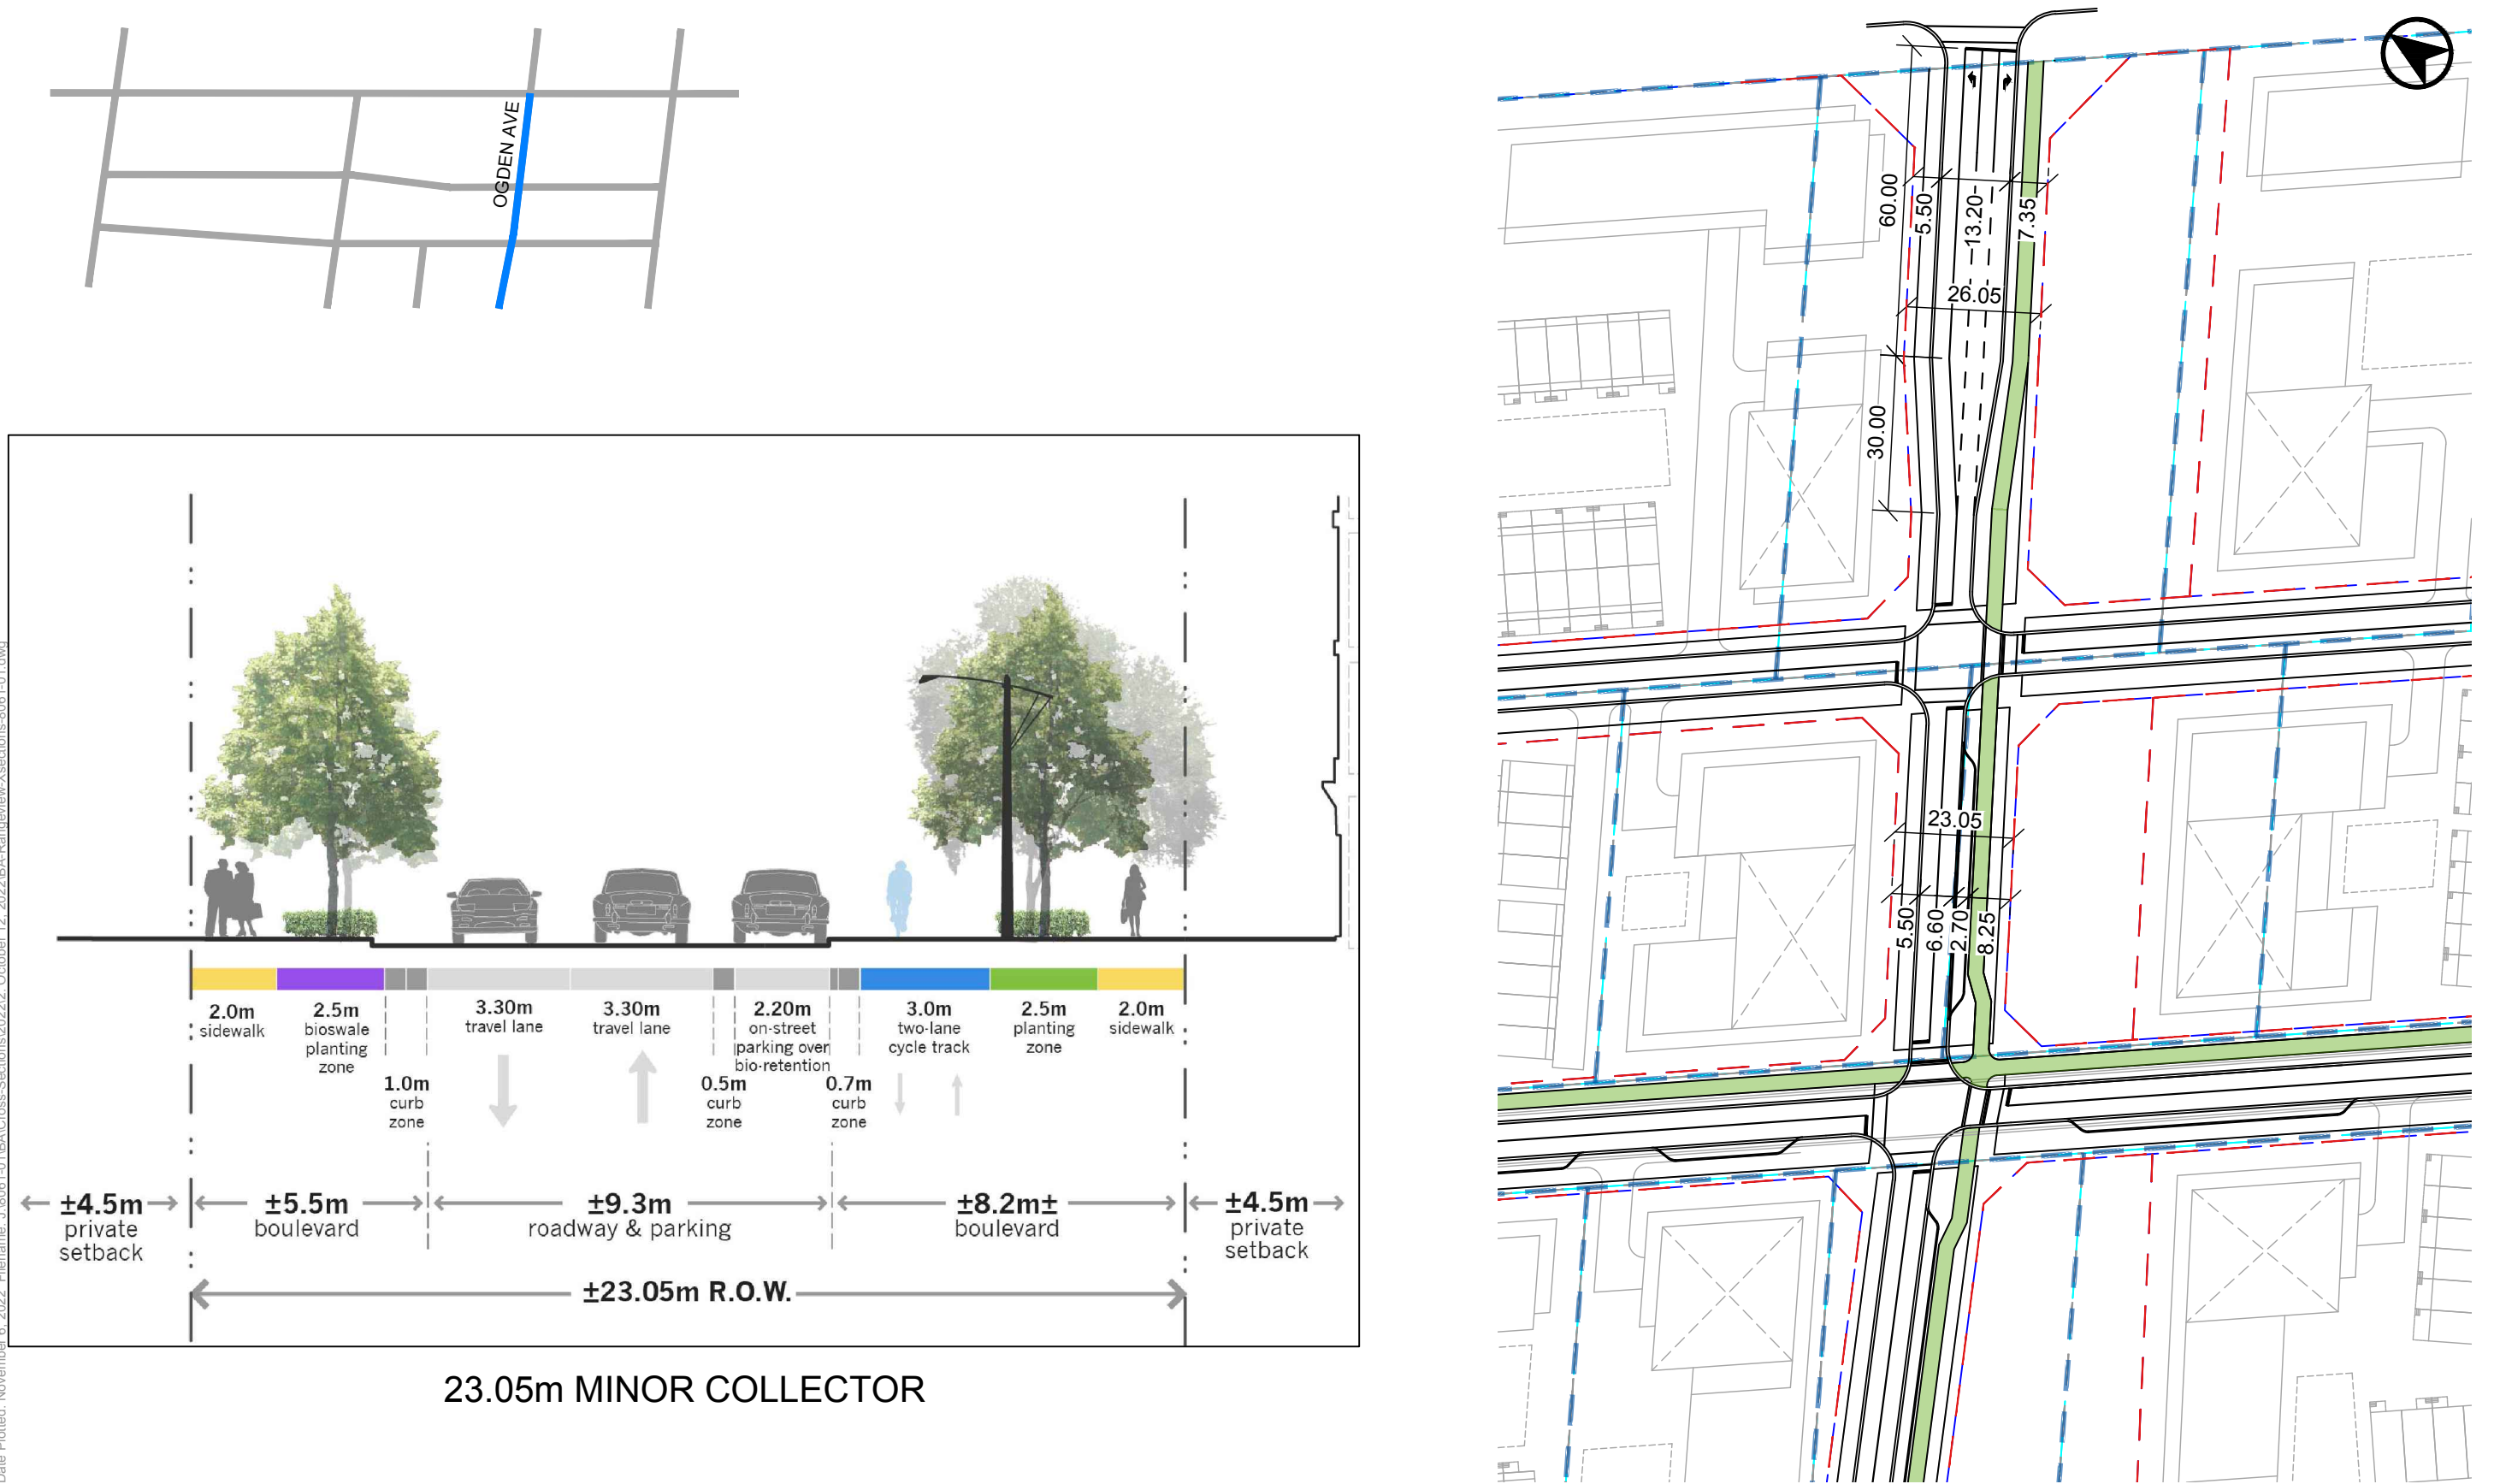 OGDEN AVE
2.0m
sidewalk
2.5m
bioswale
planting
zone
1.0m
curb
zone
3.30m
travel lane
3.30m
travel lane
0.5m
curb
zone
2.20m
on-street
parking over
bio-retention
0.7m
curb
zone
3.0m
two-lane
cycle track
2.5m
planting
zone
2.0m
sidewalk
±4.5m
private
setback
±5.5m
boulevard
±9.3m
roadway & parking
±8.2m±
boulevard
±4.5m
private
setback
±23.05m R.O.W.
23.05m MINOR COLLECTOR
60.00
5.50
13.20
7.35
26.05
30.00
23.05
5.50
6.60
2.70
8.25